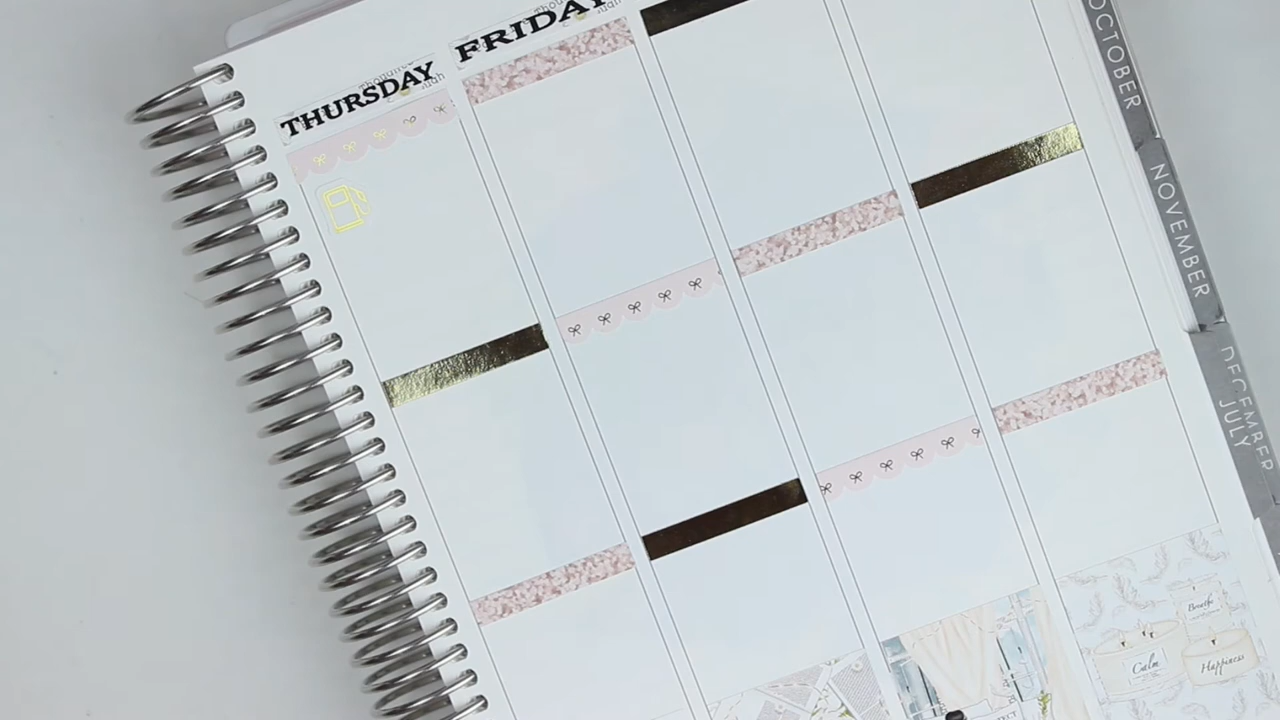 THURSDAY
FRIDAY
OCTOBER
NOVEMBER
DECEMBER
JULY
Breathe
Calm
Happiness